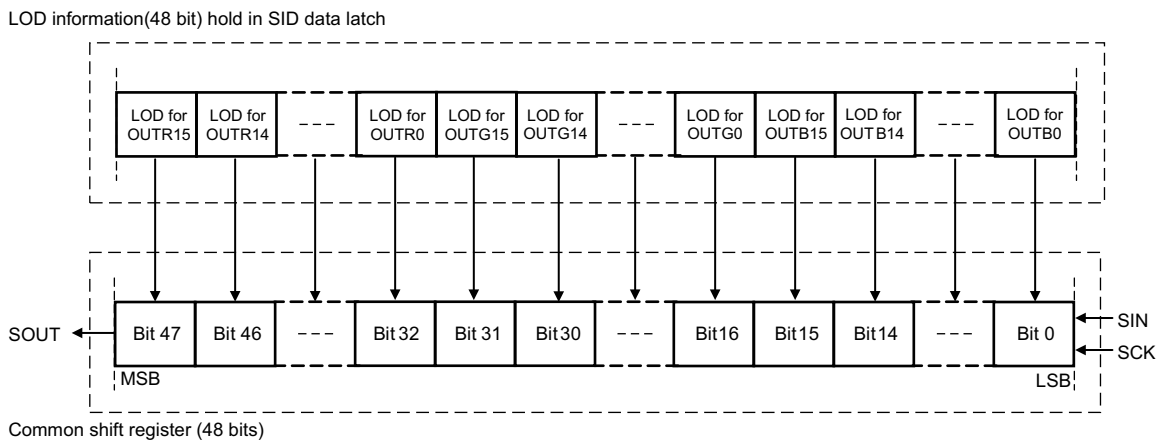 LOD information(48 bit) hold in SID data latch
LOD for OUTR15
LOD for OUTR14
---
LOD for OUTR0
LOD for OUTG15
LOD for OUTG14
---
LOD for OUTG0
LOD for OUTB15
LOD for OUTB14
---
LOD for OUTB0
SOUT
Bit 47
Bit 46
---
Bit 32
Bit 31
Bit 30
---
Bit 16
Bit 15
Bit 14
---
Bit 0
SIN
SCK
MSB
LSB
Common shift register (48 bits)